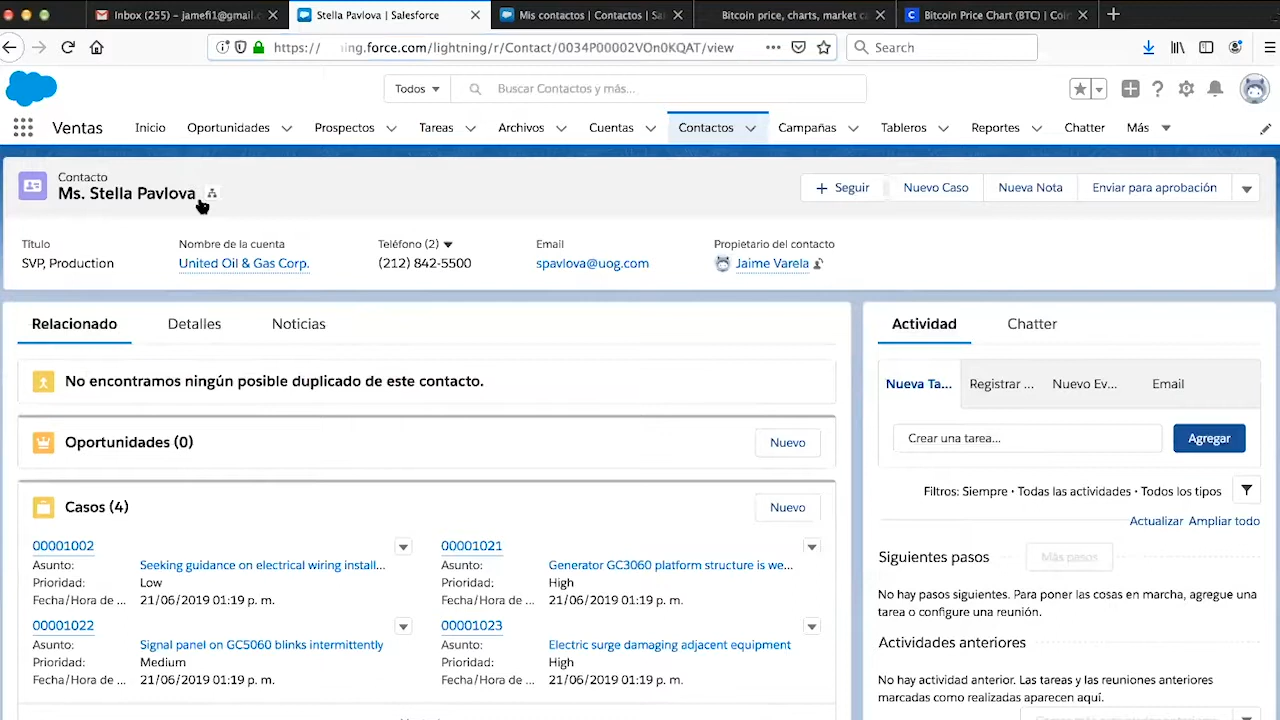 Inbox (255) – jamefi1@gmail.c
Stella Pavlova | Salesforce
Mis contactos | Contactos | Sa
Bitcoin price, charts, market ca
Bitcoin Price Chart (BTC) | Coin
https://
ing.force.com/lightning/r/Contact/0034P00002VOn0KQAT/view
Search
Todos
Buscar Contactos y más...
Ventas
Inicio
Oportunidades
Prospectos
Tareas
Archivos
Cuentas
Contactos
Campañas
Tableros
Reportes
Chatter
Más
Contacto
Ms. Stella Pavlova
Seguir
Nuevo Caso
Nueva Nota
Enviar para aprobación
Título
Nombre de la cuenta
Teléfono (2)
Email
Propietario del contacto
SVP, Production
United Oil & Gas Corp.
(212) 842-5500
spavlova@uog.com
Jaime Varela
Relacionado
Detalles
Noticias
No encontramos ningún posible duplicado de este contacto.
Oportunidades (0)
Nuevo
Casos (4)
Nuevo
00001002
Asunto: Seeking guidance on electrical wiring install...
Prioridad: Low
Fecha/Hora de ... 21/06/2019 01:19 p. m.
00001021
Asunto: Generator GC3060 platform structure is we...
Prioridad: High
Fecha/Hora de ... 21/06/2019 01:19 p. m.
00001022
Asunto: Signal panel on GC5060 blinks intermittently
Prioridad: Medium
Fecha/Hora de ... 21/06/2019 01:19 p. m.
00001023
Asunto: Electric surge damaging adjacent equipment
Prioridad: High
Fecha/Hora de ... 21/06/2019 01:19 p. m.
Actividad
Chatter
Nueva Ta...
Registrar ...
Nuevo Ev...
Email
Crear una tarea...
Agregar
Filtros: Siempre • Todas las actividades • Todos los tipos
Actualizar Ampliar todo
Siguientes pasos
Más pasos
No hay pasos siguientes. Para poner las cosas en marcha, agregue una
tarea o configure una reunión.
Actividades anteriores
No hay actividad anterior. Las tareas y las reuniones anteriores
marcadas como realizadas aparecen aquí.